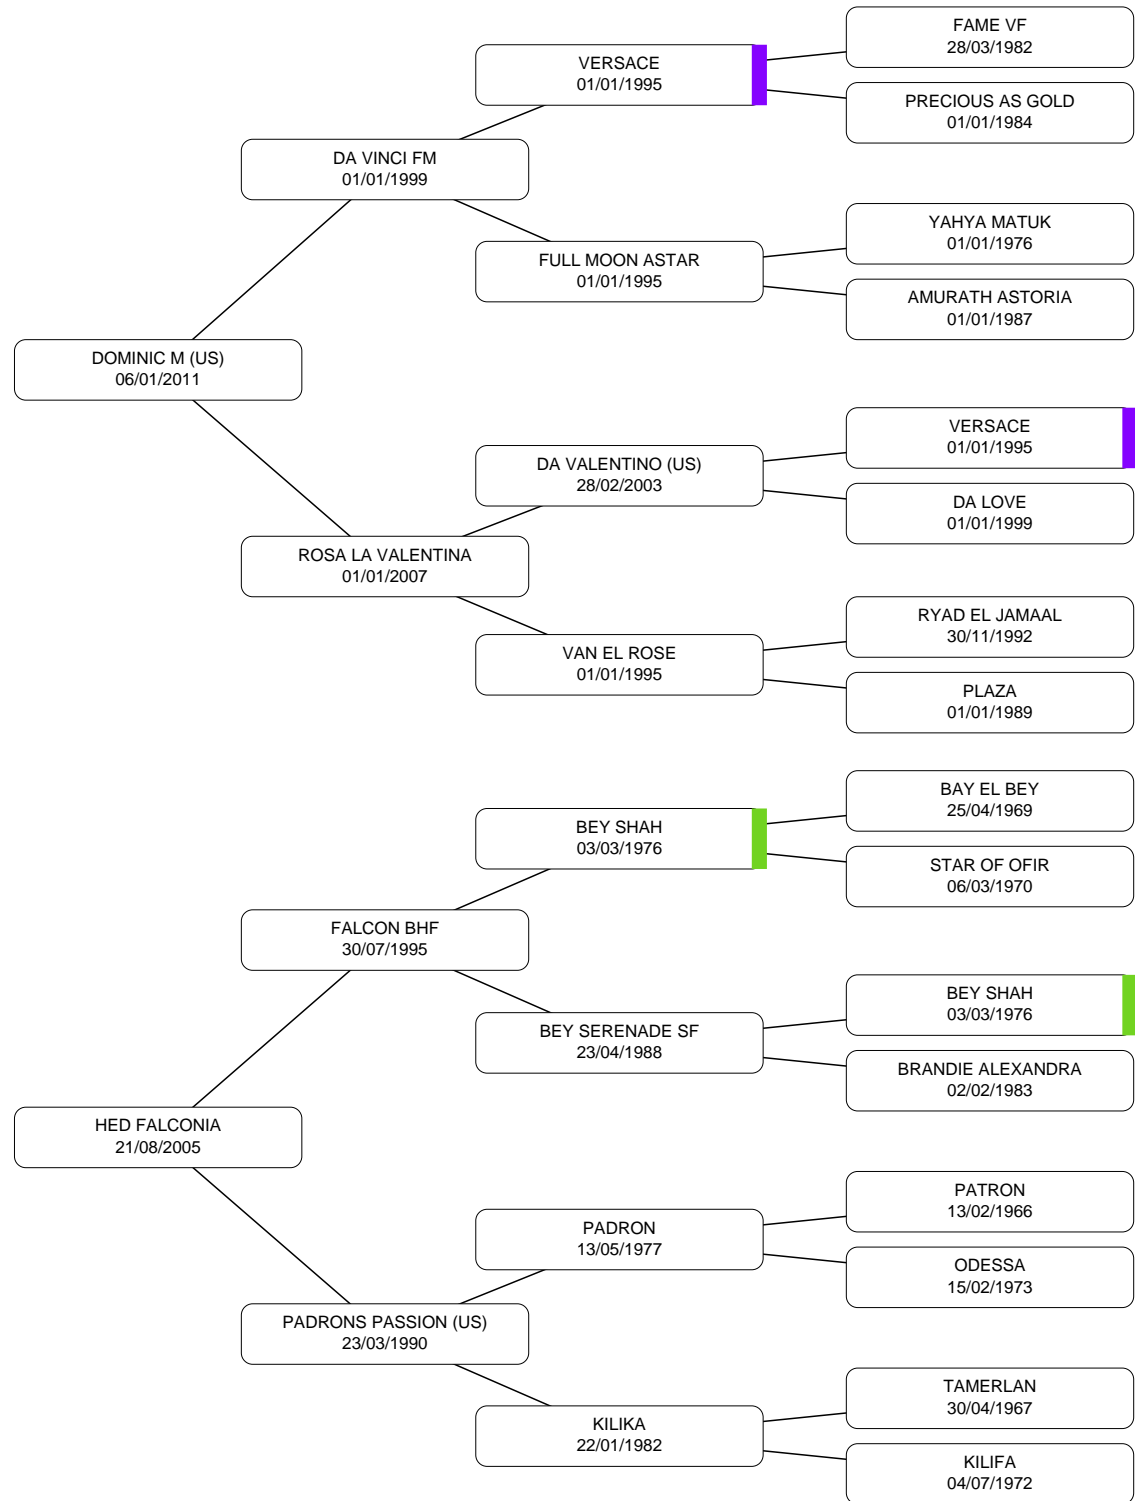 FAME VF
28/03/1982
VERSACE
01/01/1995
PRECIOUS AS GOLD
01/01/1984
DA VINCI FM
01/01/1999
YAHYA MATUK
01/01/1976
FULL MOON ASTAR
01/01/1995
AMURATH ASTORIA
01/01/1987
DOMINIC M (US)
06/01/2011
VERSACE
01/01/1995
DA VALENTINO (US)
28/02/2003
DA LOVE
01/01/1999
ROSA LA VALENTINA
01/01/2007
RYAD EL JAMAAL
30/11/1992
VAN EL ROSE
01/01/1995
PLAZA
01/01/1989
BAY EL BEY
25/04/1969
BEY SHAH
03/03/1976
STAR OF OFIR
06/03/1970
FALCON BHF
30/07/1995
BEY SHAH
03/03/1976
BEY SERENADE SF
23/04/1988
BRANDIE ALEXANDRA
02/02/1983
HED FALCONIA
21/08/2005
PATRON
13/02/1966
PADRON
13/05/1977
ODESSA
15/02/1973
PADRONS PASSION (US)
23/03/1990
TAMERLAN
30/04/1967
KILIKA
22/01/1982
KILIFA
04/07/1972